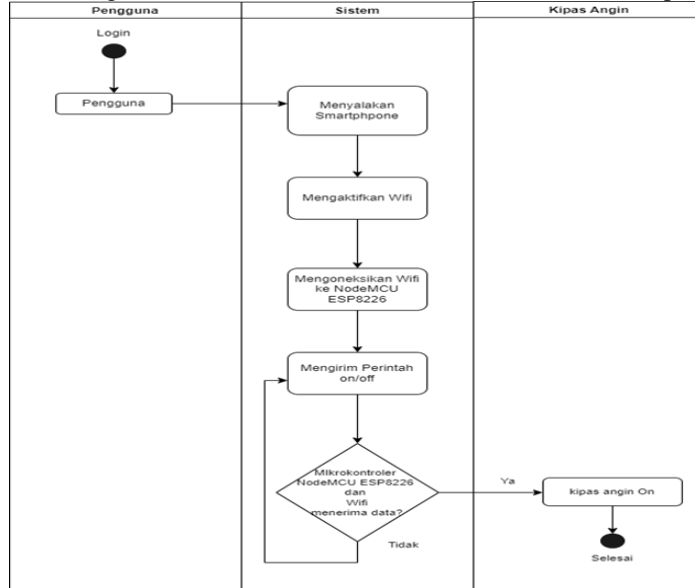 Pengguna
Sistem
Kipas Angin
Login
Pengguna
Menyalakan
Smartphpone
Mengaktifkan Wifi
Mengoneksikan Wifi
ke NodeMCU
ESP8226
Mengirim Perintah
on/off
MIkrokontroler
NodeMCU ESP8226
dan
Wifi
menerima data?
Ya
Tidak
kipas angin On
Selesai